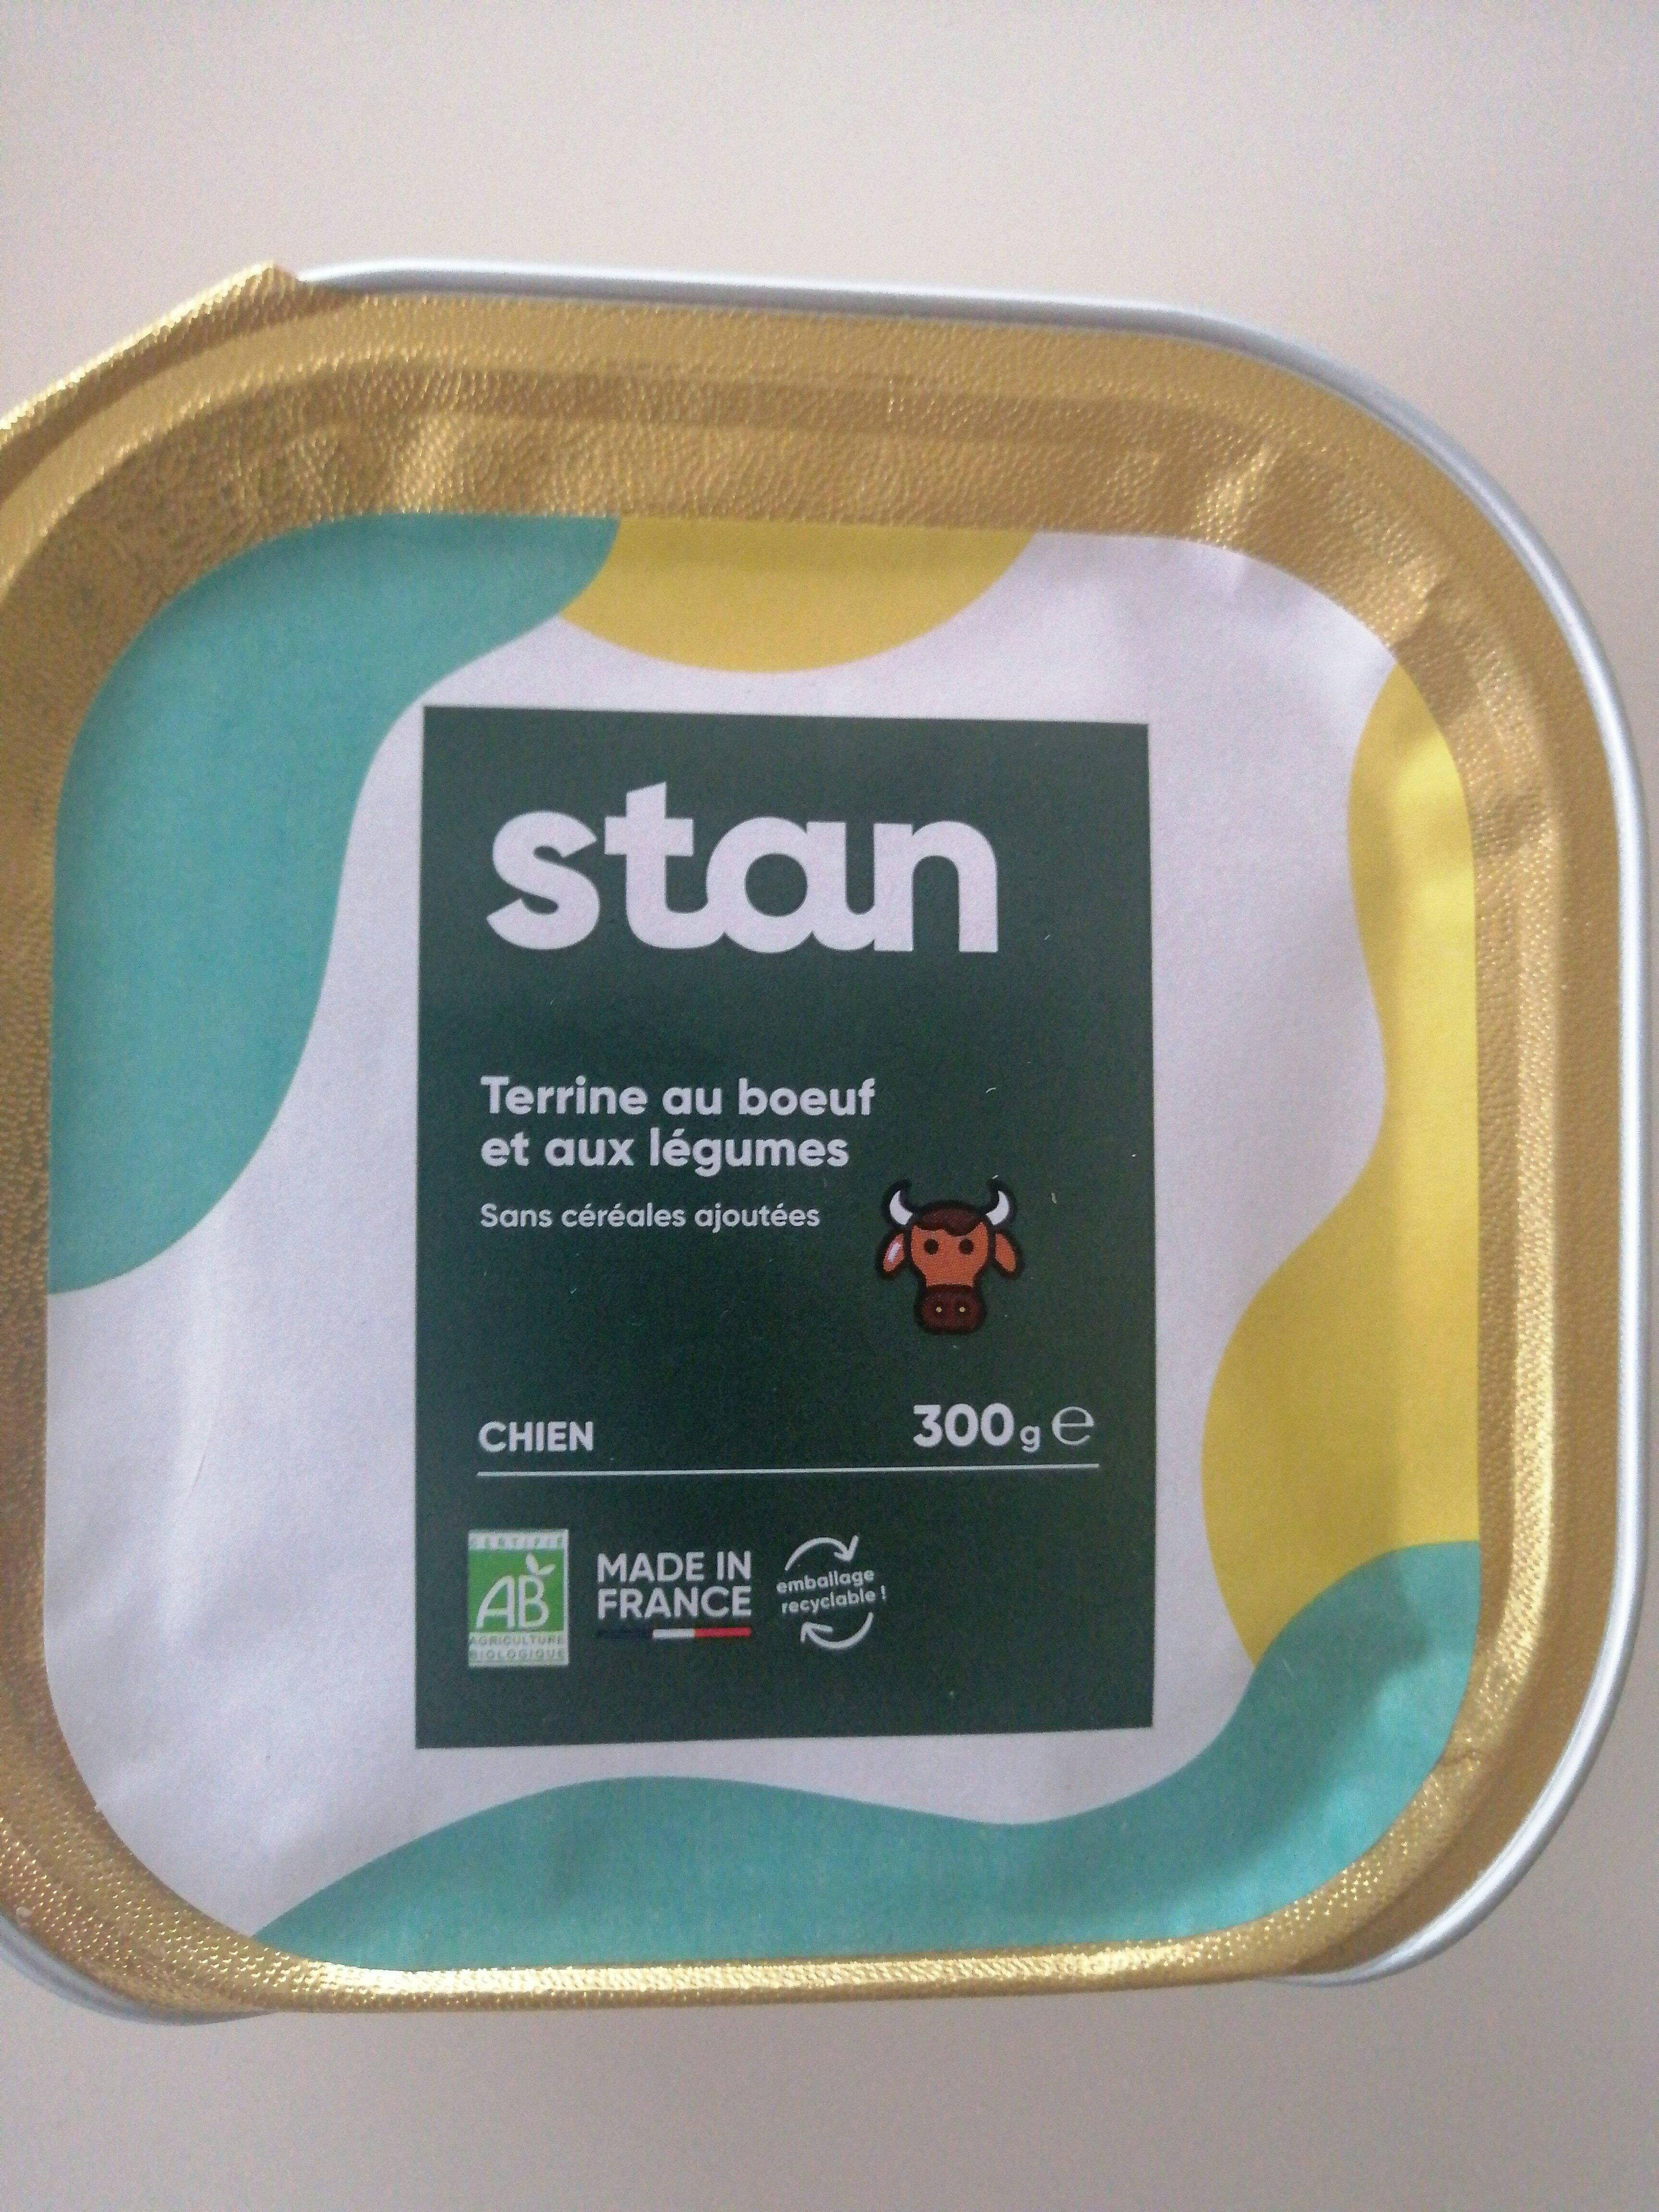 stan
Terrine au boeuf
et aux légumes
Sans céréales ajoutées
CHIEN
300g e
CERTIFIÉ
AB
AGRICULTURE
BIOLOGIQUE
MADE IN
FRANCE
emballage
recyclable !